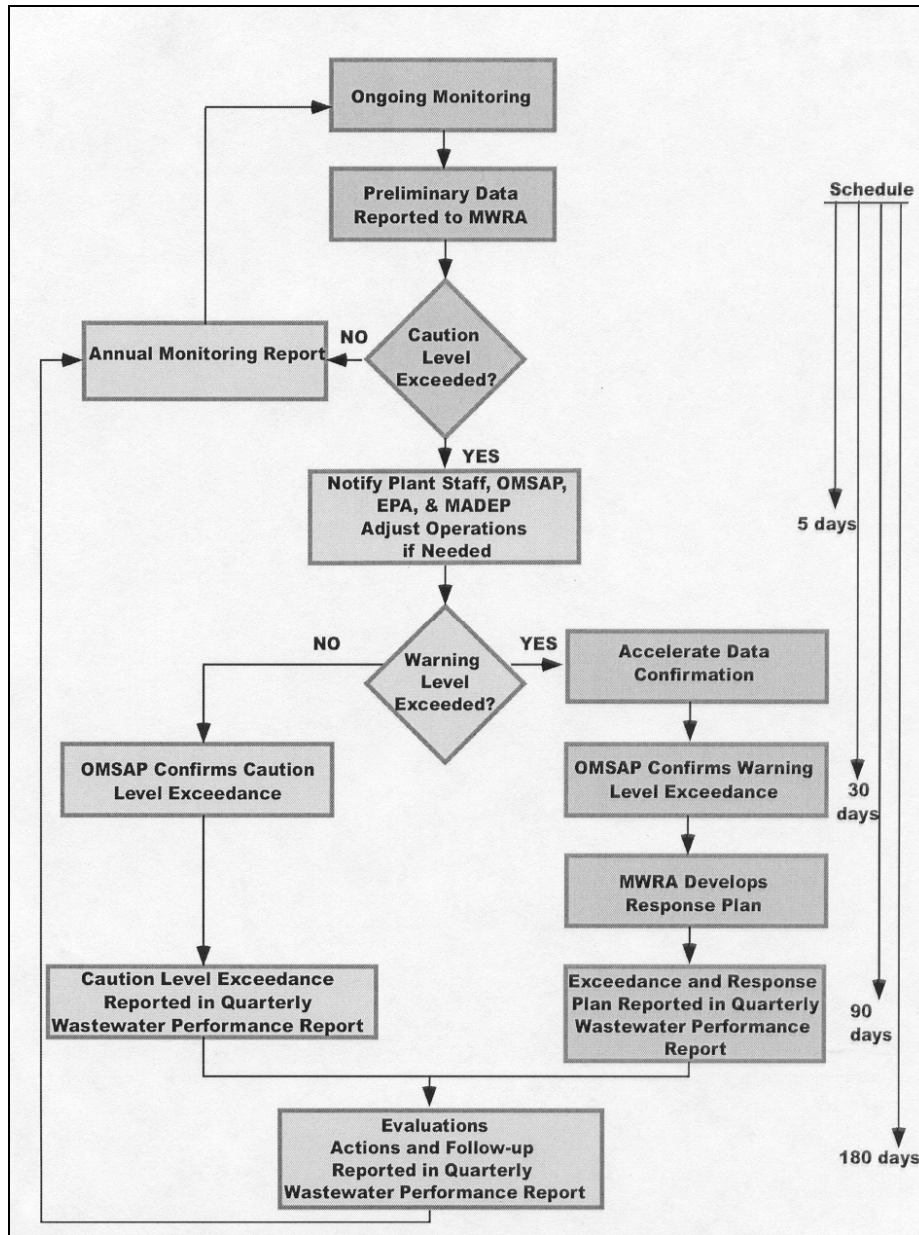 Ongoing Monitoring
Preliminary Data
Reported to MWRA
Schedule
Annual Monitoring Report
NO
Caution
Level
Exceeded?
YES
Notify Plant Staff, OMSAP,
EPA, & MADEP
Adjust Operations
if Needed
5 days
NO
Warning
Level
Exceeded?
YES
Accelerate Data
Confirmation
OMSAP Confirms Caution
Level Exceedance
OMSAP Confirms Warning
Level Exceedance
30
days
MWRA Develops
Response Plan
Caution Level Exceedance
Reported in Quarterly
Wastewater Performance Report
Exceedance and Response
Plan Reported in Quarterly
Wastewater Performance
Report
90
days
Evaluations
Actions and Follow-up
Reported in Quarterly
Wastewater Performance Report
180 days